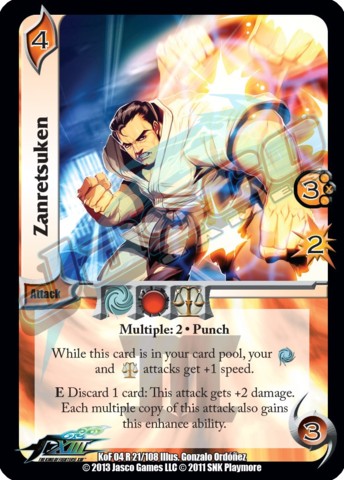 4
Zanretsuken
3
2
Attack
Multiple: 2 • Punch
While this card is in your card pool, your
and attacks get +1 speed.
E Discard 1 card: This attack gets +2 damage.
Each multiple copy of this attack also gains
this enhance ability.
XIII
3
KoF 04 R 21/108 Illus. Gonzalo Ordóñez
© 2013 Jasco Games LLC © 2011 SNK Playmore